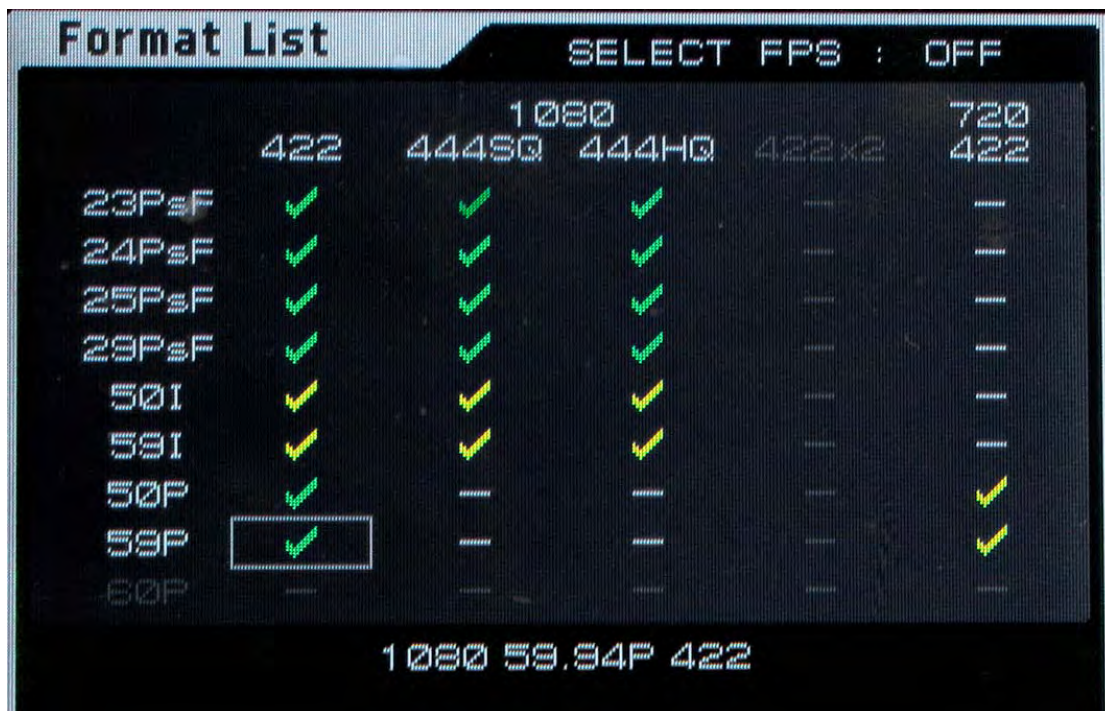 Format List SELECT FPS : OFF
1080 720
422 444SQ 444HQ 422x2 422
23PsF ✓ ✓ ✓ — —
24PsF ✓ ✓ ✓ — —
25PsF ✓ ✓ ✓ — —
29PsF ✓ ✓ ✓ — —
50I ✓ ✓ ✓ — —
59I ✓ ✓ ✓ — —
50P ✓ — — — ✓
59P ✓ — — — ✓
60P — — — — —
1080 59.94P 422